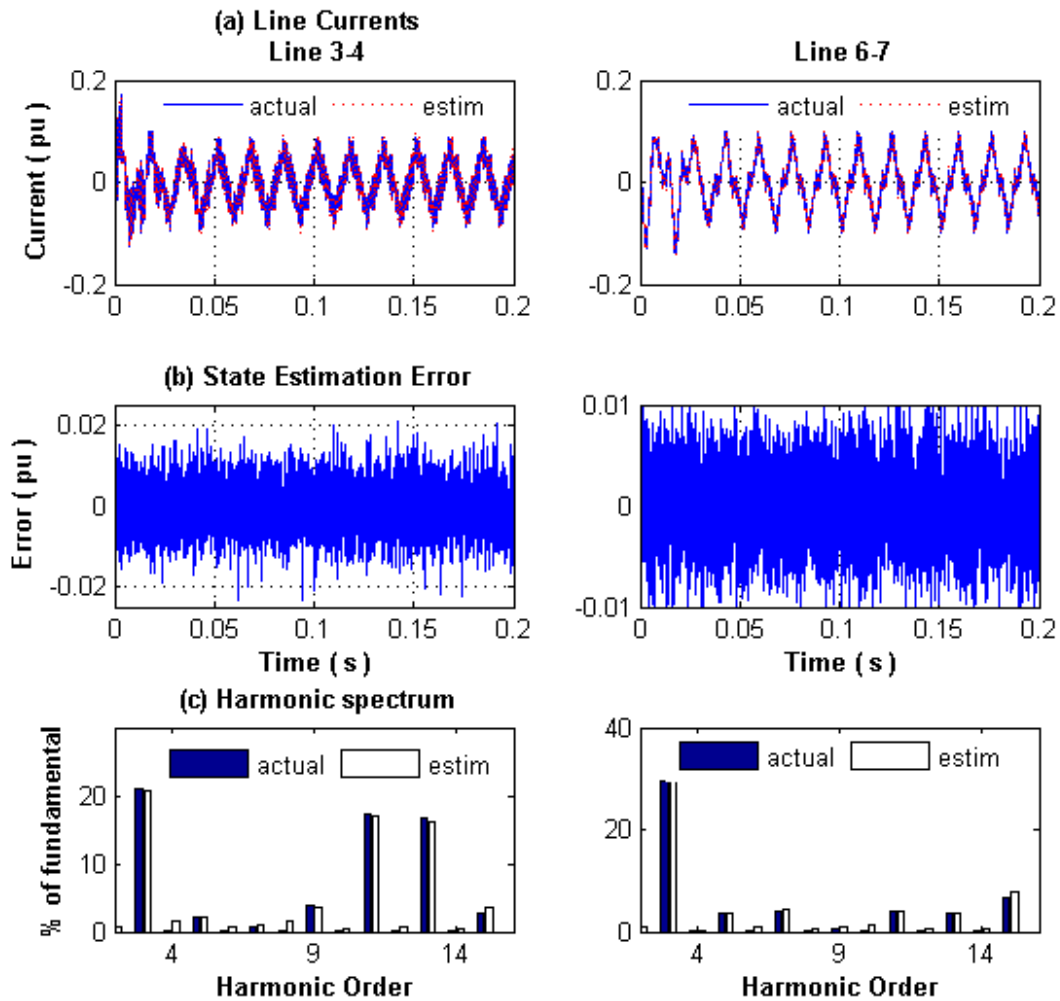 (a) Line Currents
Line 3-4
Line 6-7
Current ( pu )
0.2
0
-0.2
actual
estim
0
0.05
0.1
0.15
0.2
0.2
0
-0.2
actual
estim
0
0.05
0.1
0.15
0.2
(b) State Estimation Error
Error ( pu )
0.02
0
-0.02
0
0.05
0.1
0.15
0.2
Time ( s )
0.01
0
-0.01
0
0.05
0.1
0.15
0.2
Time ( s )
(c) Harmonic spectrum
% of fundamental
20
10
0
actual
estim
4
9
14
Harmonic Order
40
20
0
actual
estim
4
9
14
Harmonic Order